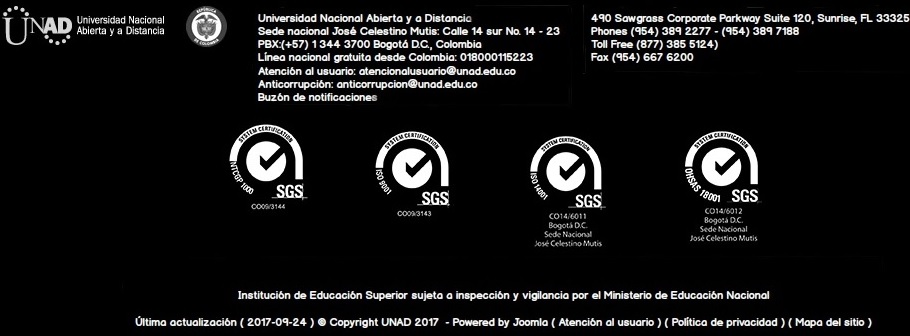 UNAD Universidad Nacional
Abierta y a Distancia
REPÚBLICA
DE COLOMBIA
Universidad Nacional Abierta y a Distancia
Sede nacional José Celestino Mutis: Calle 14 sur No. 14 - 23
PBX:(+57) 1 344 3700 Bogotá D.C., Colombia
Línea nacional gratuita desde Colombia: 018000115223
Atención al usuario: atencionalusuario@unad.edu.co
Anticorrupción: anticorrupcion@unad.edu.co
Buzón de notificaciones
490 Sawgrass Corporate Parkway Suite 120, Sunrise, FL 33325
Phones (954) 389 2277 - (954) 389 7188
Toll Free (877) 385 5124)
Fax (954) 667 6200
SYSTEM CERTIFICATION
NTCGP 1000
SGS
CO09/3144
SYSTEM CERTIFICATION
ISO 9001
SGS
CO09/3143
SYSTEM CERTIFICATION
ISO 14001
SGS
CO14/6011
Bogotá D.C.
Sede Nacional
José Celestino Mutis
SYSTEM CERTIFICATION
OHSAS 18001
SGS
CO14/6012
Bogotá D.C.
Sede Nacional
José Celestino Mutis
Institución de Educación Superior sujeta a inspección y vigilancia por el Ministerio de Educación Nacional
Última actualización ( 2017-09-24 ) © Copyright UNAD 2017 - Powered by Joomla ( Atención al usuario ) ( Política de privacidad ) ( Mapa del sitio )